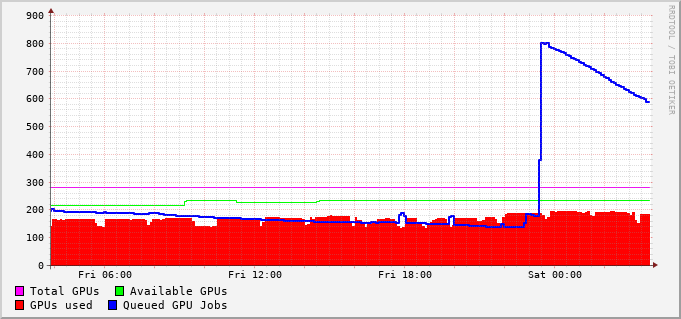 900
800
700
600
500
400
300
200
100
0
Fri 06:00 Fri 12:00 Fri 18:00 Sat 00:00
Total GPUs Available GPUs
GPUs used Queued GPU Jobs
RRDTOOL / TOBI OETIKER